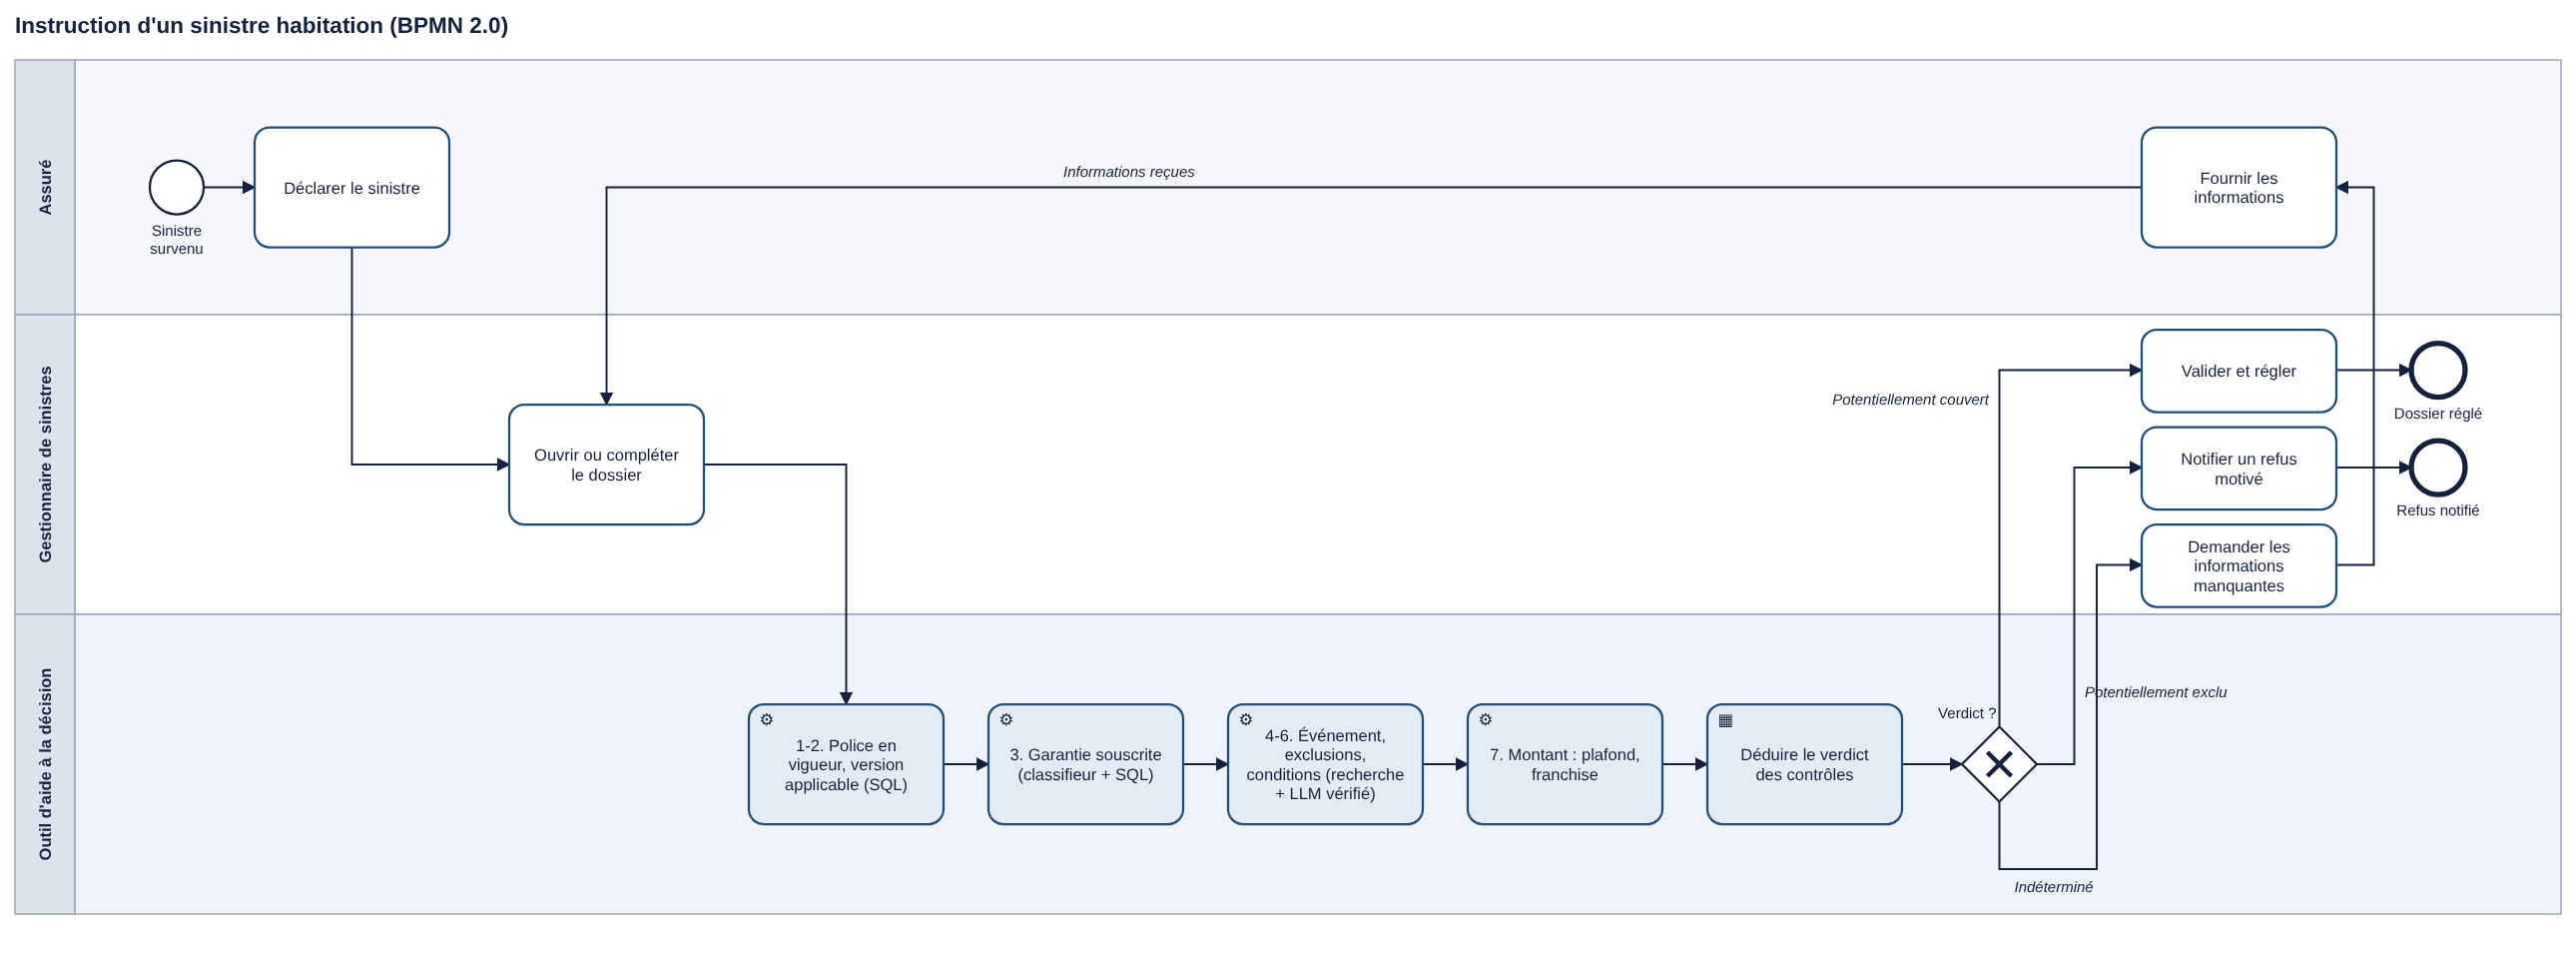 Instruction d'un sinistre habitation (BPMN 2.0)
Assuré
Sinistre
survenu
Déclarer le sinistre
Informations reçues
Fournir les
informations
Gestionnaire de sinistres
Ouvrir ou compléter
le dossier
Potentiellement couvert
Valider et régler
Dossier réglé
Notifier un refus
motivé
Refus notifié
Demander les
informations
manquantes
Outil d'aide à la décision
1-2. Police en
vigueur, version
applicable (SQL)
3. Garantie souscrite
(classifieur + SQL)
4-6. Événement,
exclusions,
conditions (recherche
+ LLM vérifié)
7. Montant : plafond,
franchise
Déduire le verdict
des contrôles
Verdict ?
Potentiellement exclu
Indéterminé